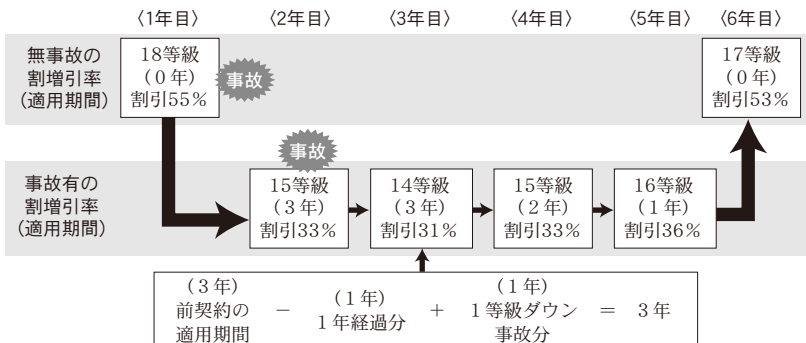 〈1年目〉 〈2年目〉 〈3年目〉 〈4年目〉 〈5年目〉 〈6年目〉
無事故の
割増引率
(適用期間)
18等級
(0年)
割引55%
事故
17等級
(0年)
割引53%
事故有の
割増引率
(適用期間)
事故
15等級
(3年)
割引33%
14等級
(3年)
割引31%
15等級
(2年)
割引33%
16等級
(1年)
割引36%
(3年)
前契約の
適用期間
−
(1年)
1年経過分
+
(1年)
1等級ダウン
事故分
= 3年